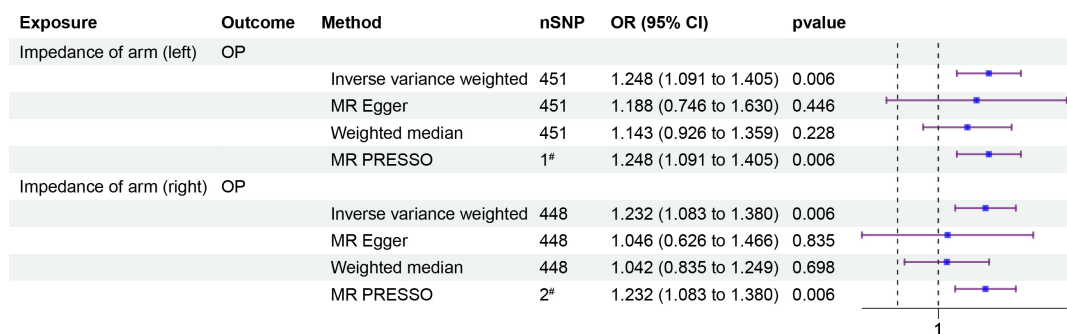 Exposure Outcome Method nSNP OR (95% CI) pvalue
Impedance of arm (left) OP
Inverse variance weighted 451 1.248 (1.091 to 1.405) 0.006
MR Egger 451 1.188 (0.746 to 1.630) 0.446
Weighted median 451 1.143 (0.926 to 1.359) 0.228
MR PRESSO 1# 1.248 (1.091 to 1.405) 0.006
Impedance of arm (right) OP
Inverse variance weighted 448 1.232 (1.083 to 1.380) 0.006
MR Egger 448 1.046 (0.626 to 1.466) 0.835
Weighted median 448 1.042 (0.835 to 1.249) 0.698
MR PRESSO 2# 1.232 (1.083 to 1.380) 0.006
1